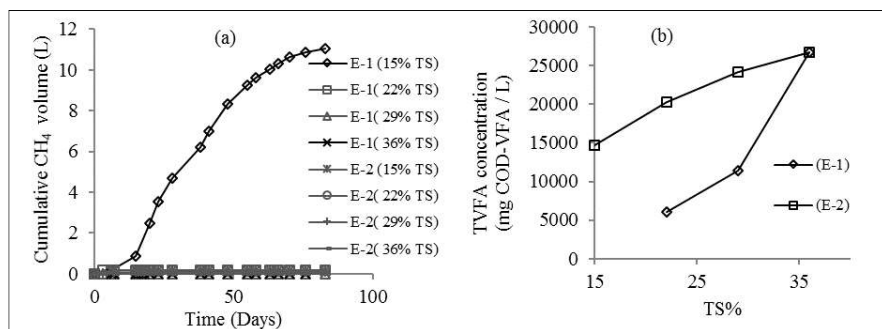 (a)
Cumulative CH4 volume (L)
12
10
8
6
4
2
0
0
50
100
Time (Days)
E-1 (15% TS)
E-1( 22% TS)
E-1( 29% TS)
E-1( 36% TS)
E-2 (15% TS)
E-2( 22% TS)
E-2( 29% TS)
E-2( 36% TS)
(b)
TVFA concentration
(mg COD-VFA / L)
30000
25000
20000
15000
10000
5000
0
15
25
35
TS%
(E-1)
(E-2)